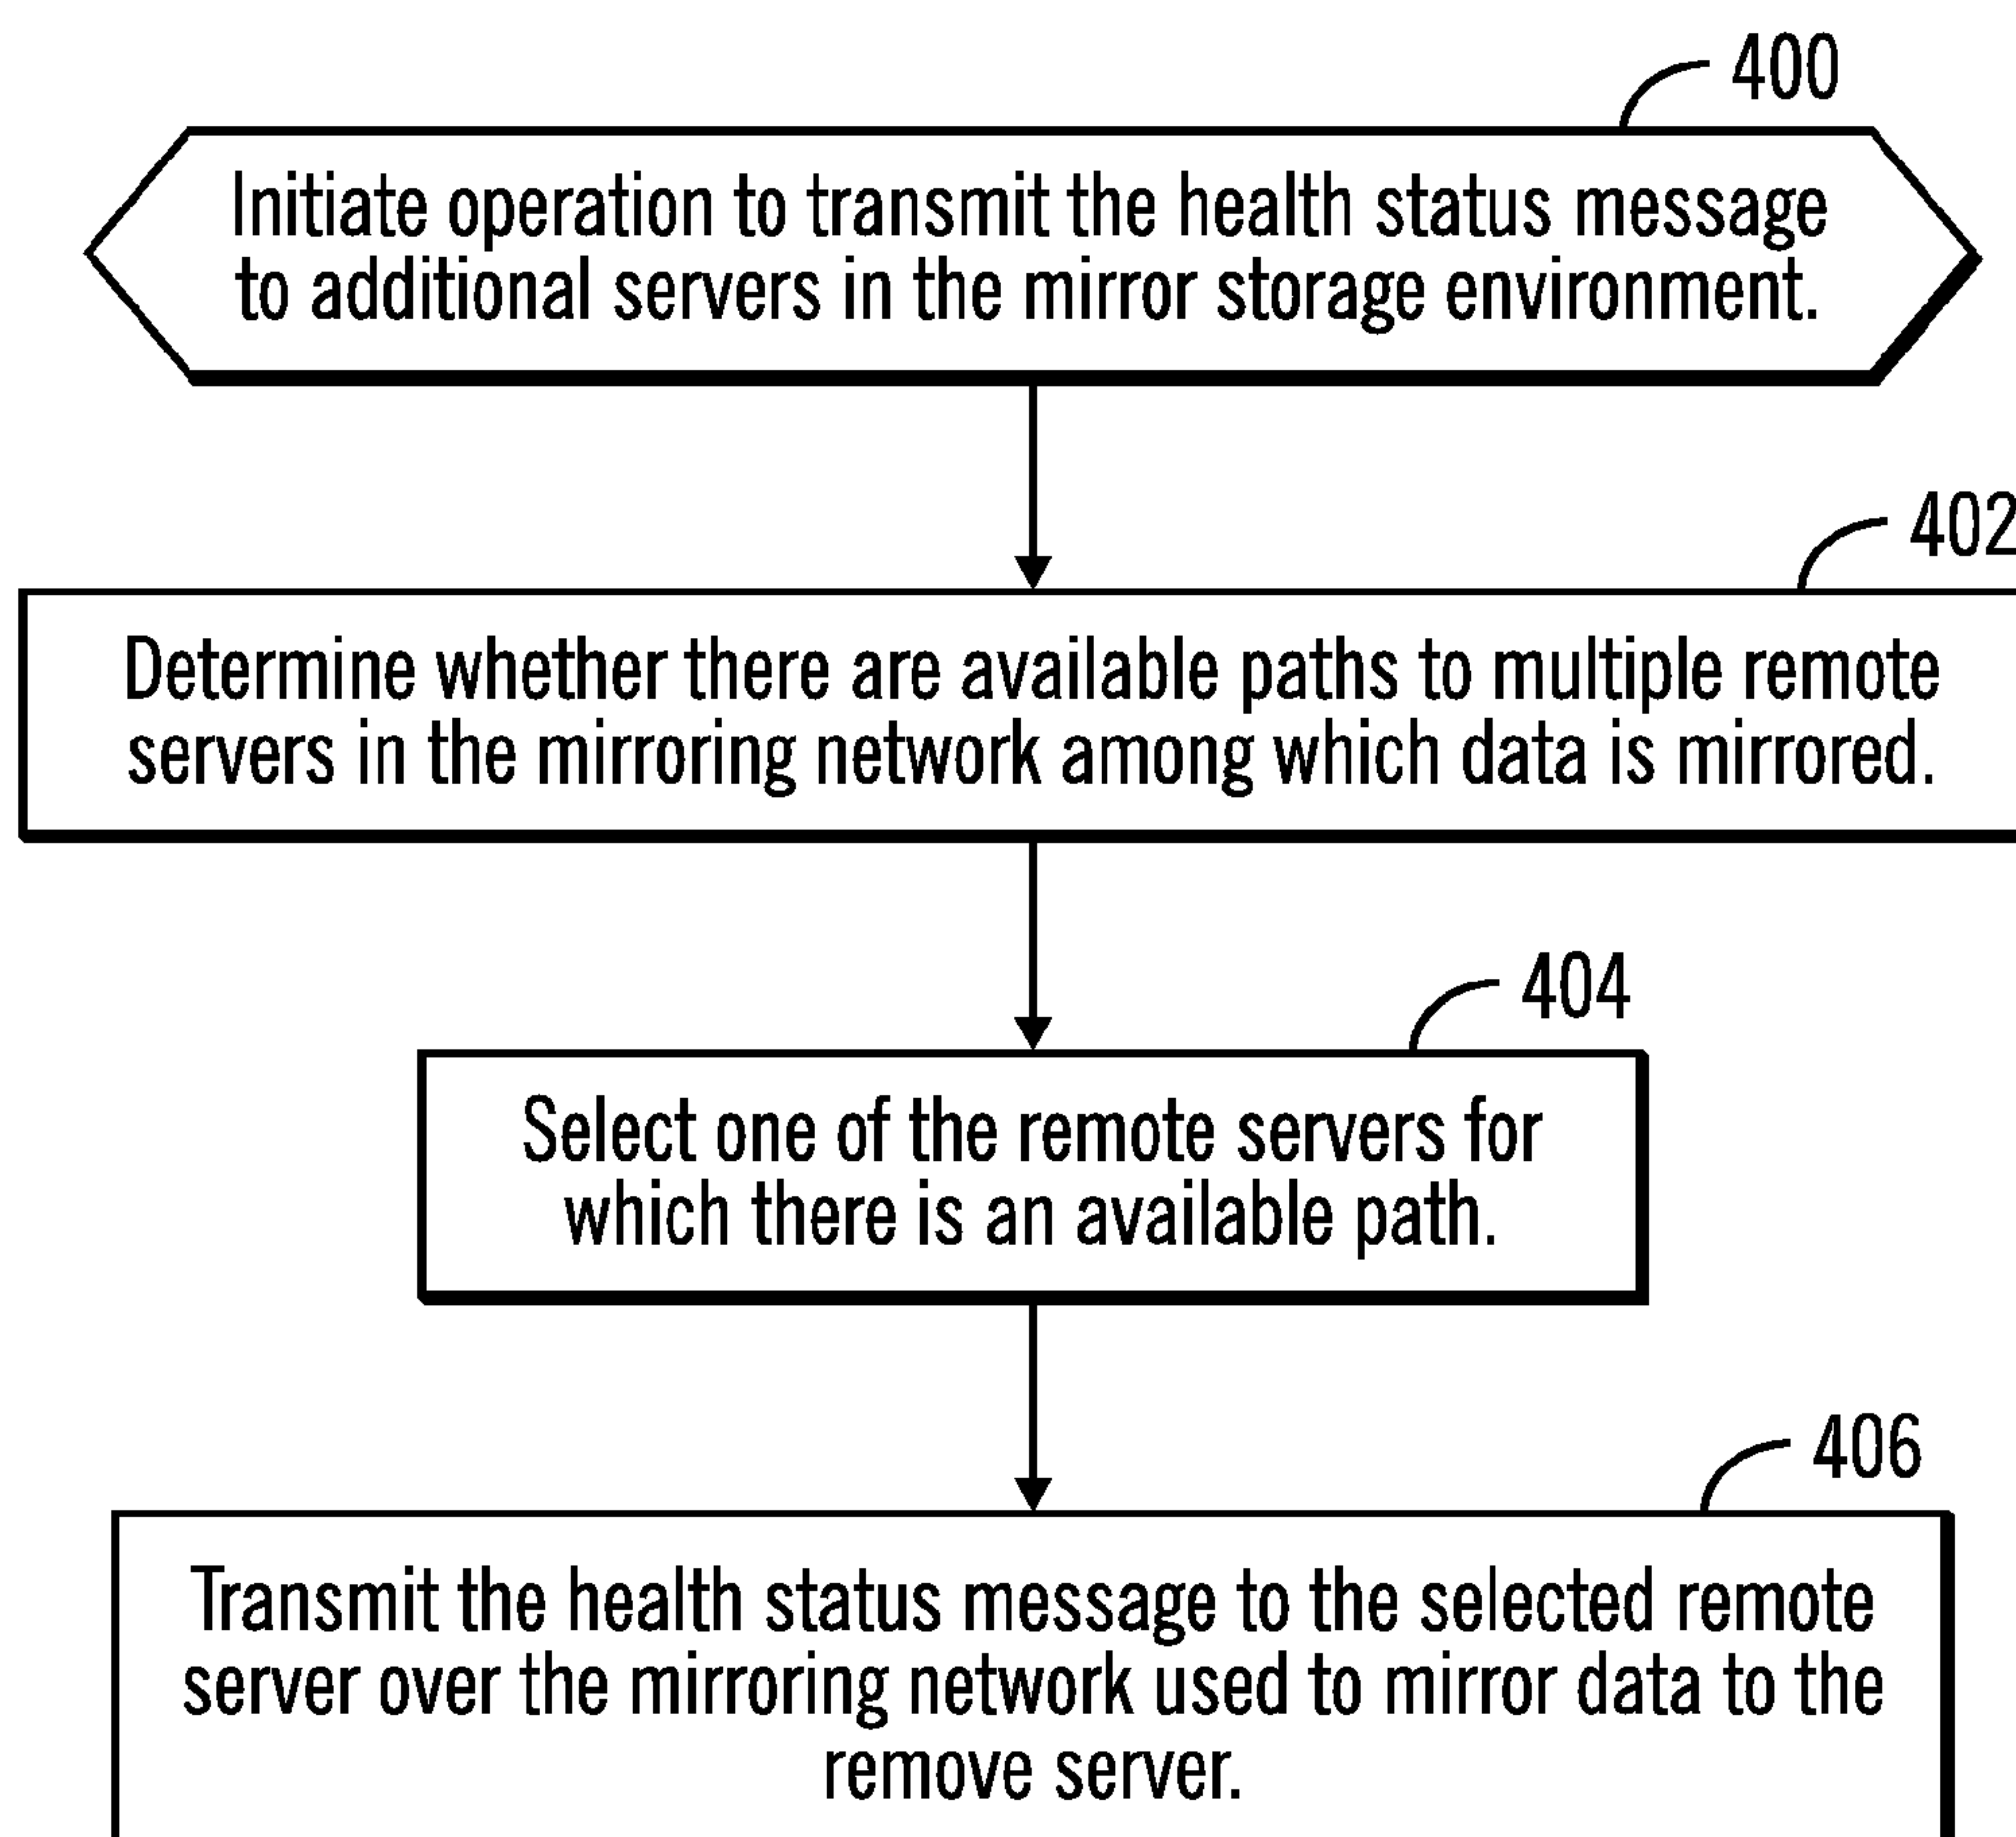 400
Initiate operation to transmit the health status message
to additional servers in the mirror storage environment.
402
Determine whether there are available paths to multiple remote
servers in the mirroring network among which data is mirrored.
404
Select one of the remote servers for
which there is an available path.
406
Transmit the health status message to the selected remote
server over the mirroring network used to mirror data to the
remove server.